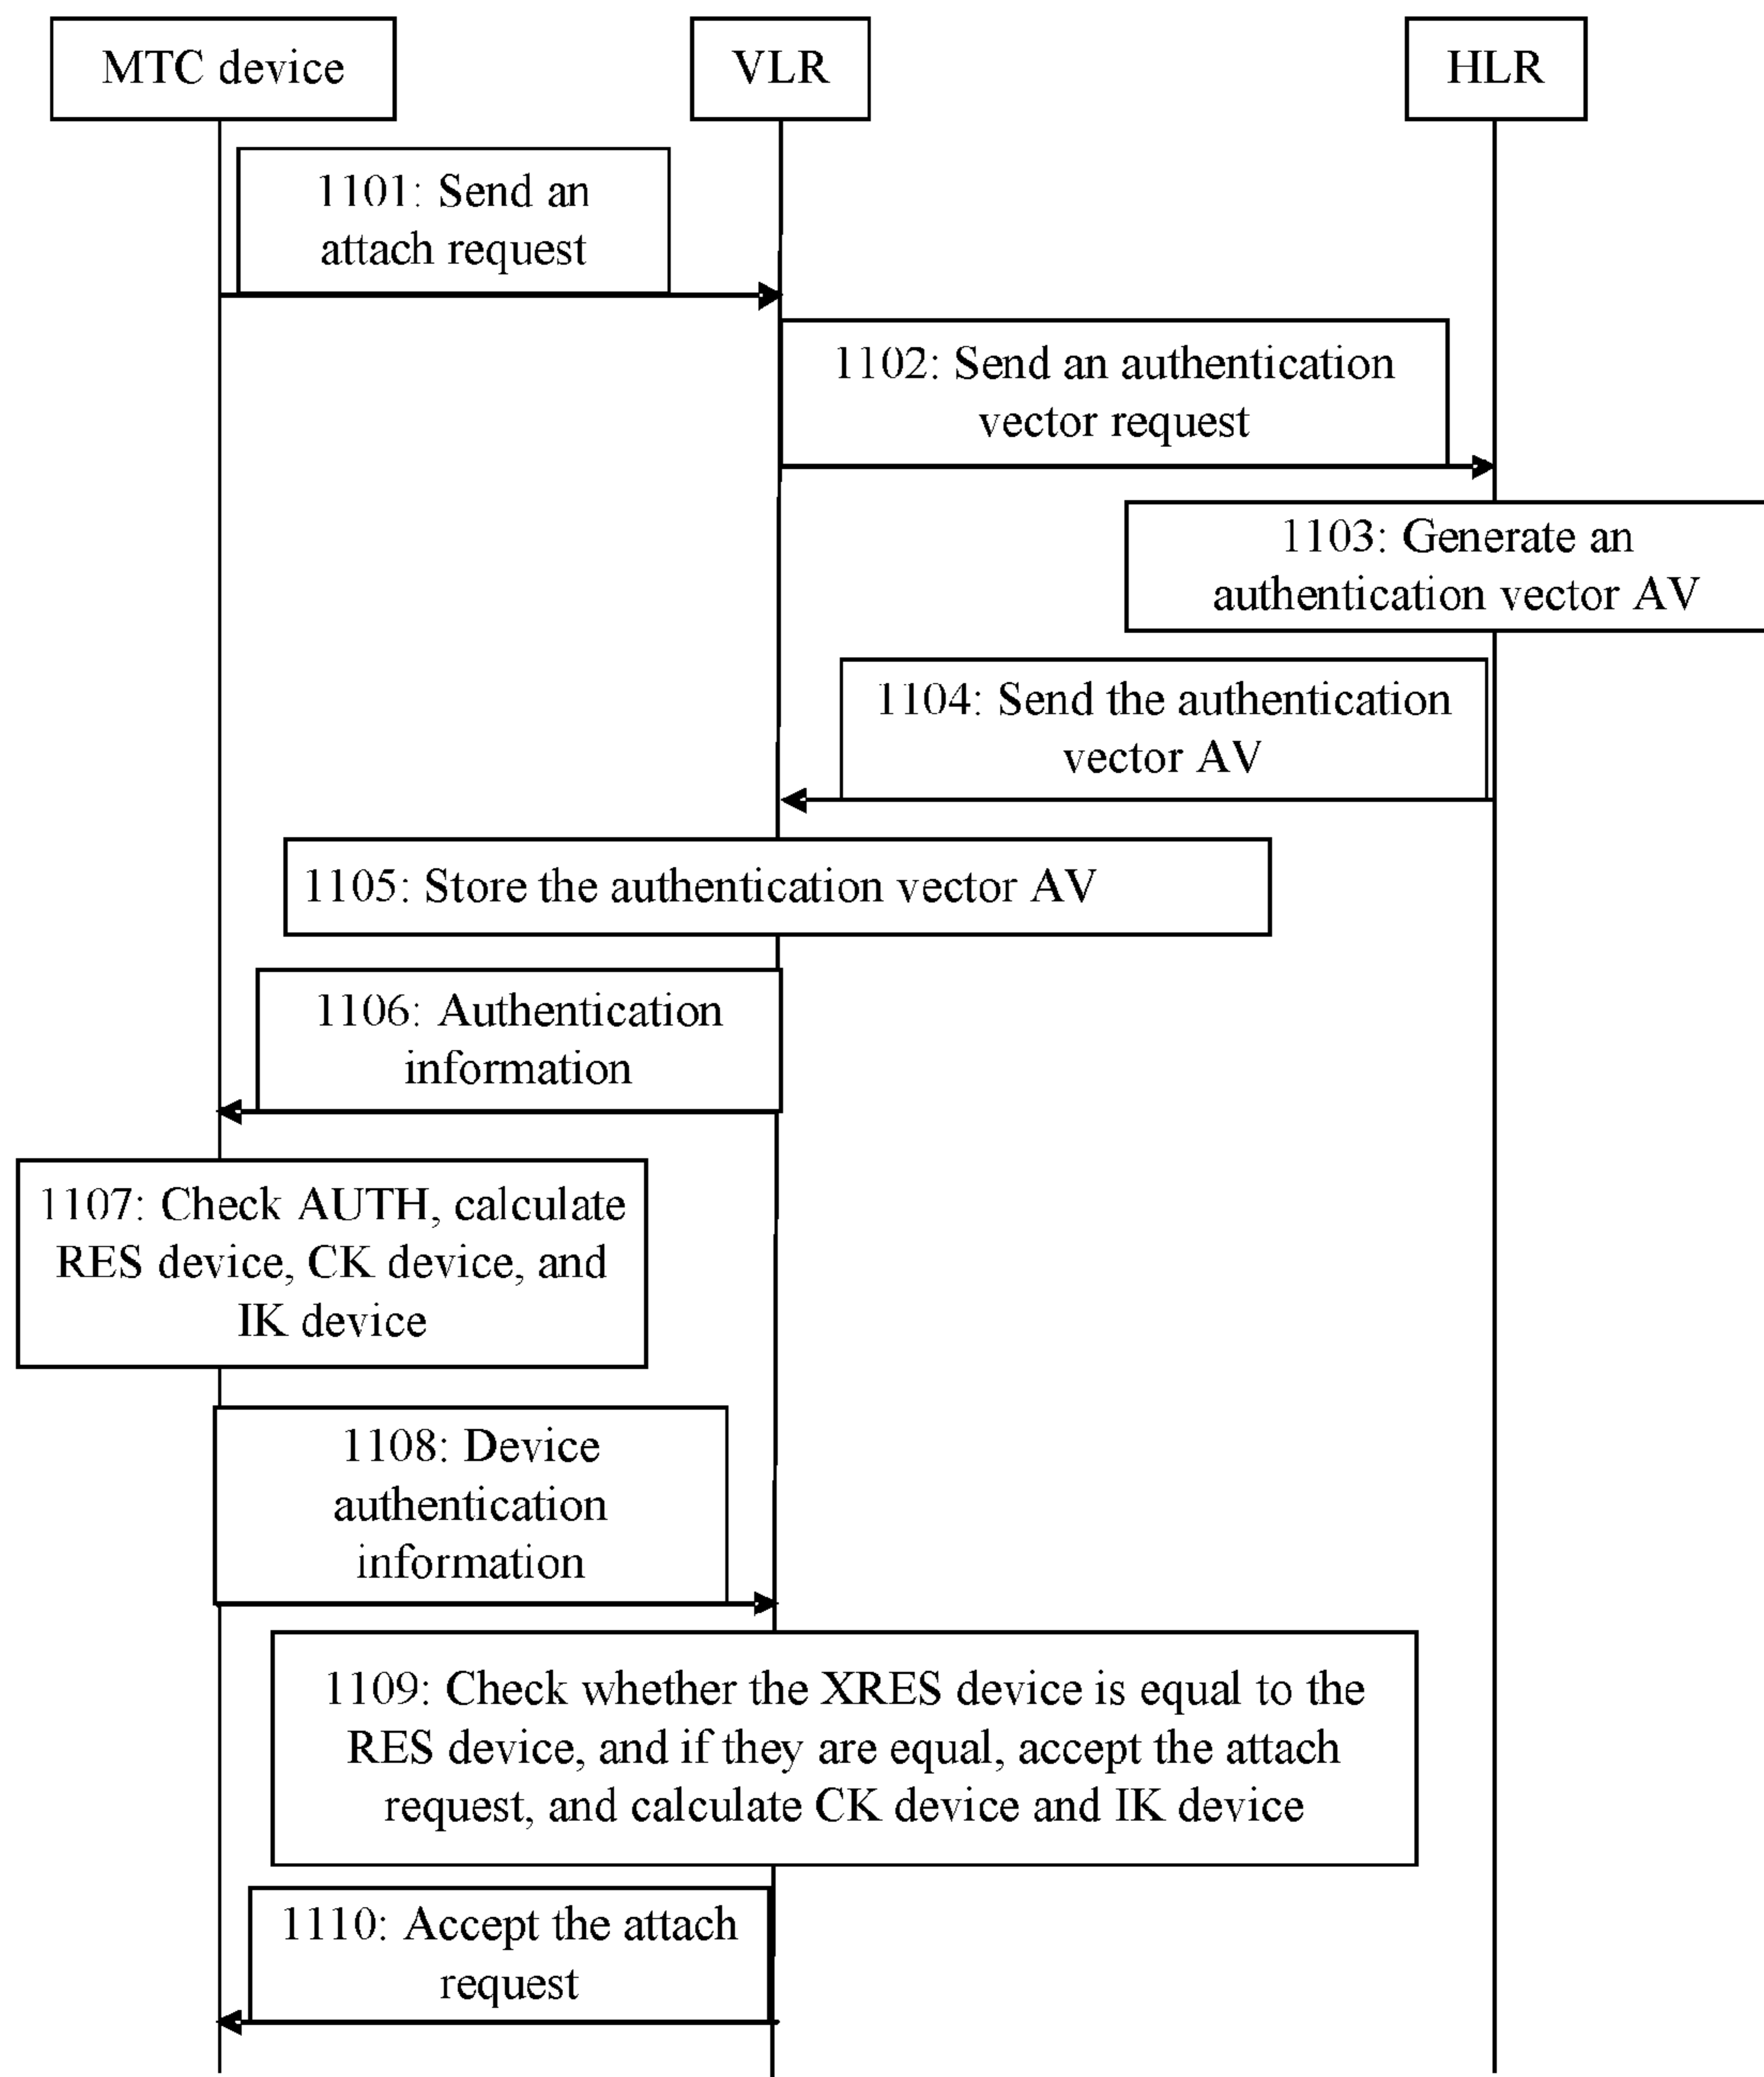 MTC device
VLR
HLR
1101: Send an
attach request
1102: Send an authentication
vector request
1103: Generate an
authentication vector AV
1104: Send the authentication
vector AV
1105: Store the authentication vector AV
1106: Authentication
information
1107: Check AUTH, calculate
RES device, CK device, and
IK device
1108: Device
authentication
information
1109: Check whether the XRES device is equal to the
RES device, and if they are equal, accept the attach
request, and calculate CK device and IK device
1110: Accept the attach
request